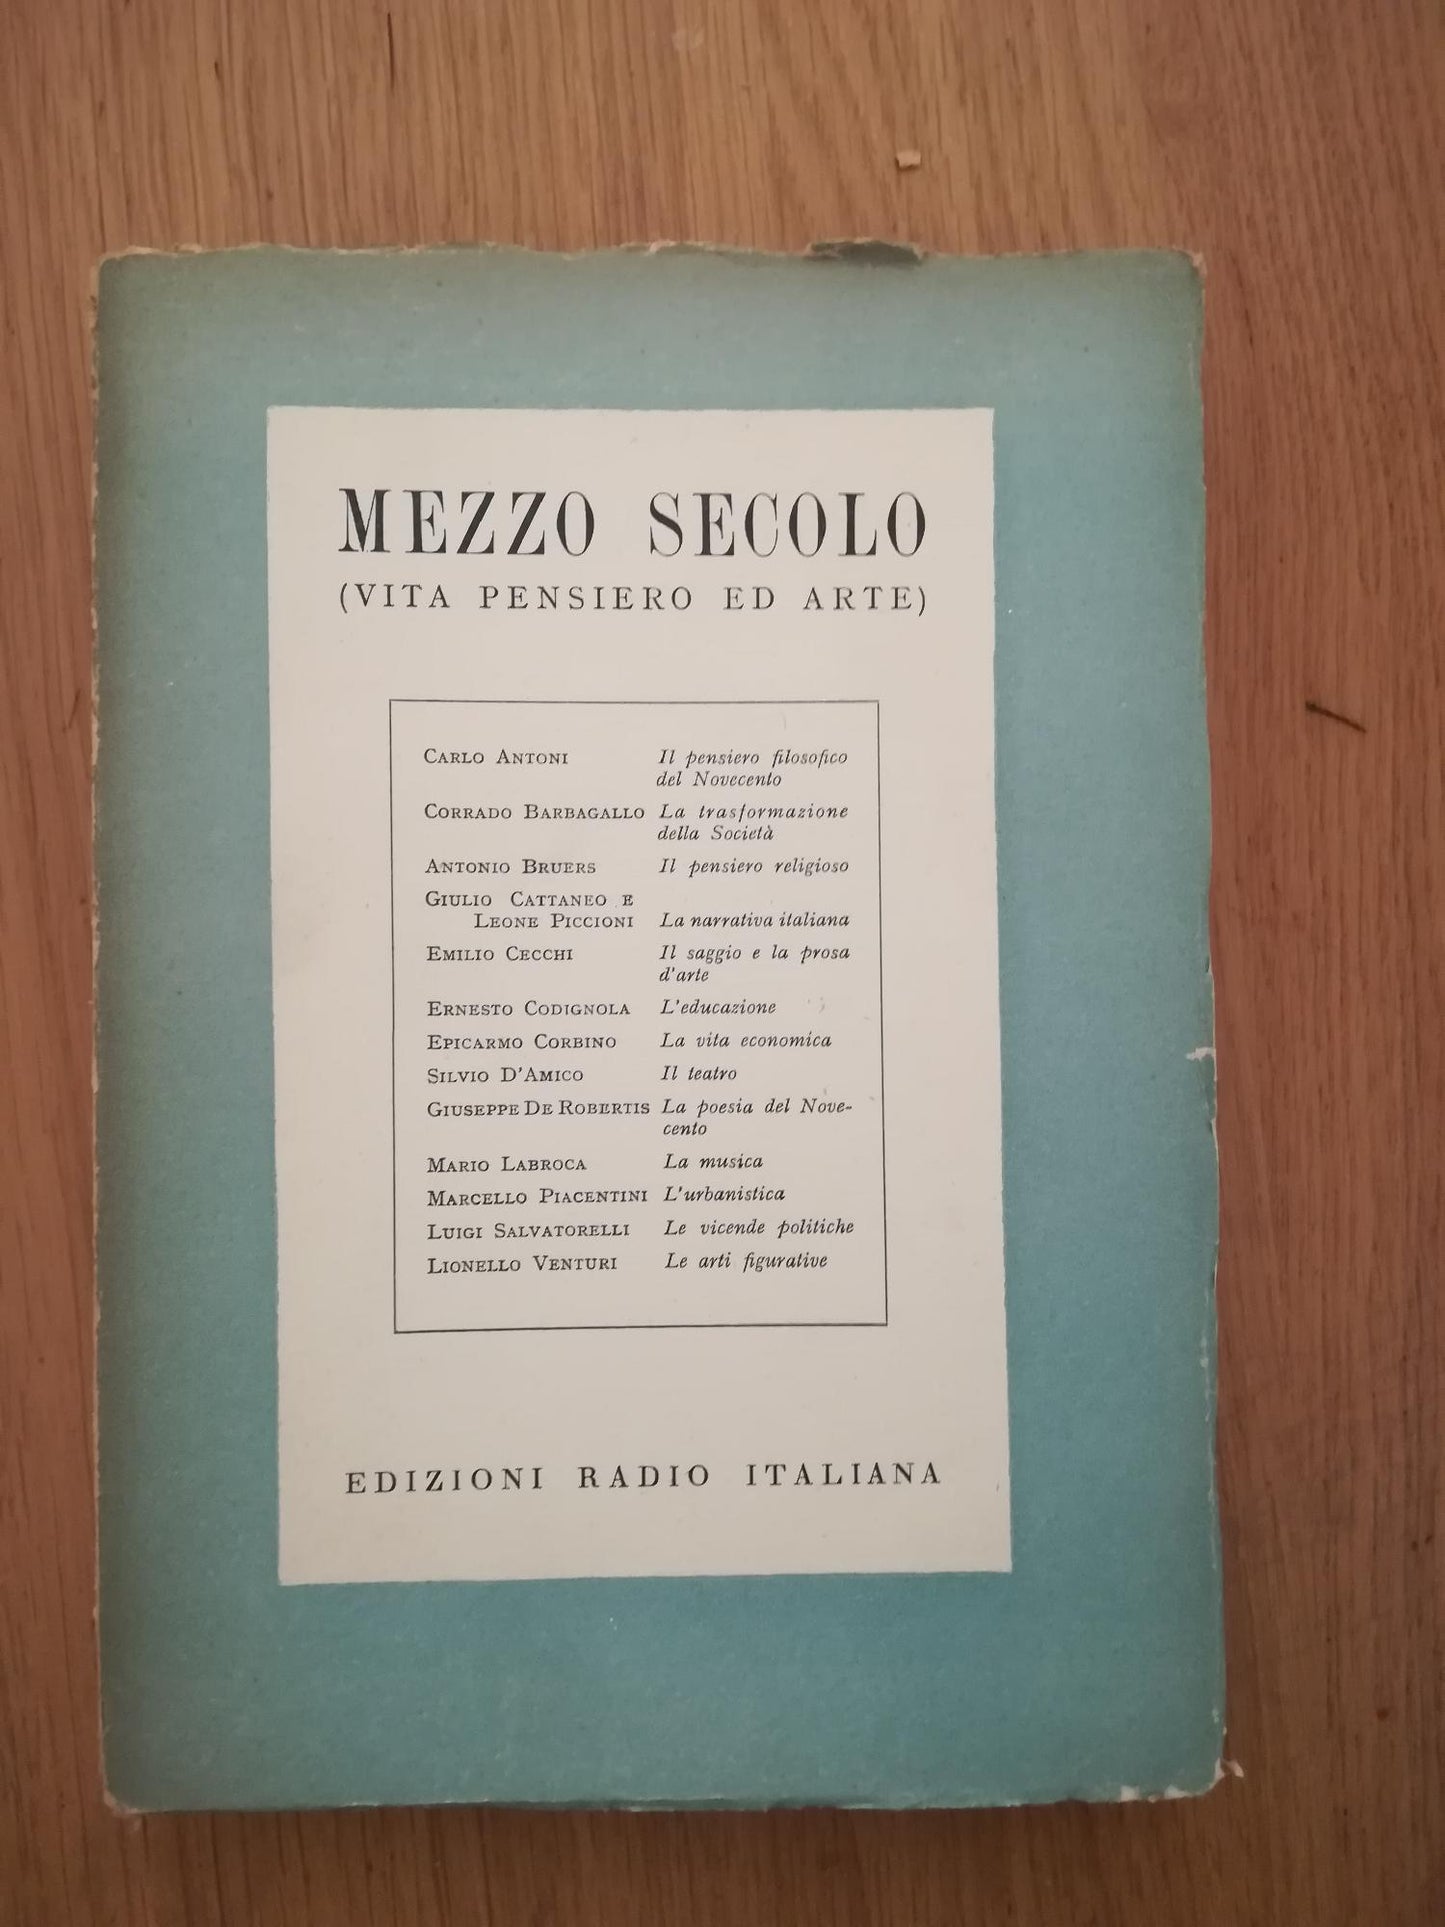 MEZZO SECOLO
(VITA PENSIERO ED ARTE)
CARLO ANTONI Il pensiero filosofico
del Novecento
CORRADO BARBAGALLO La trasformazione
della Società
ANTONIO BRUERS Il pensiero religioso
GIULIO CATTANEO E
LEONE PICCIONI La narrativa italiana
EMILIO CECCHI Il saggio e la prosa
d'arte
ERNESTO CODIGNOLA L'educazione
EPICARMO CORBINO La vita economica
SILVIO D'AMICO Il teatro
GIUSEPPE DE ROBERTIS La poesia del Nove-
cento
MARIO LABROCA La musica
MARCELLO PIACENTINI L'urbanistica
LUIGI SALVATORELLI Le vicende politiche
LIONELLO VENTURI Le arti figurative
EDIZIONI RADIO ITALIANA